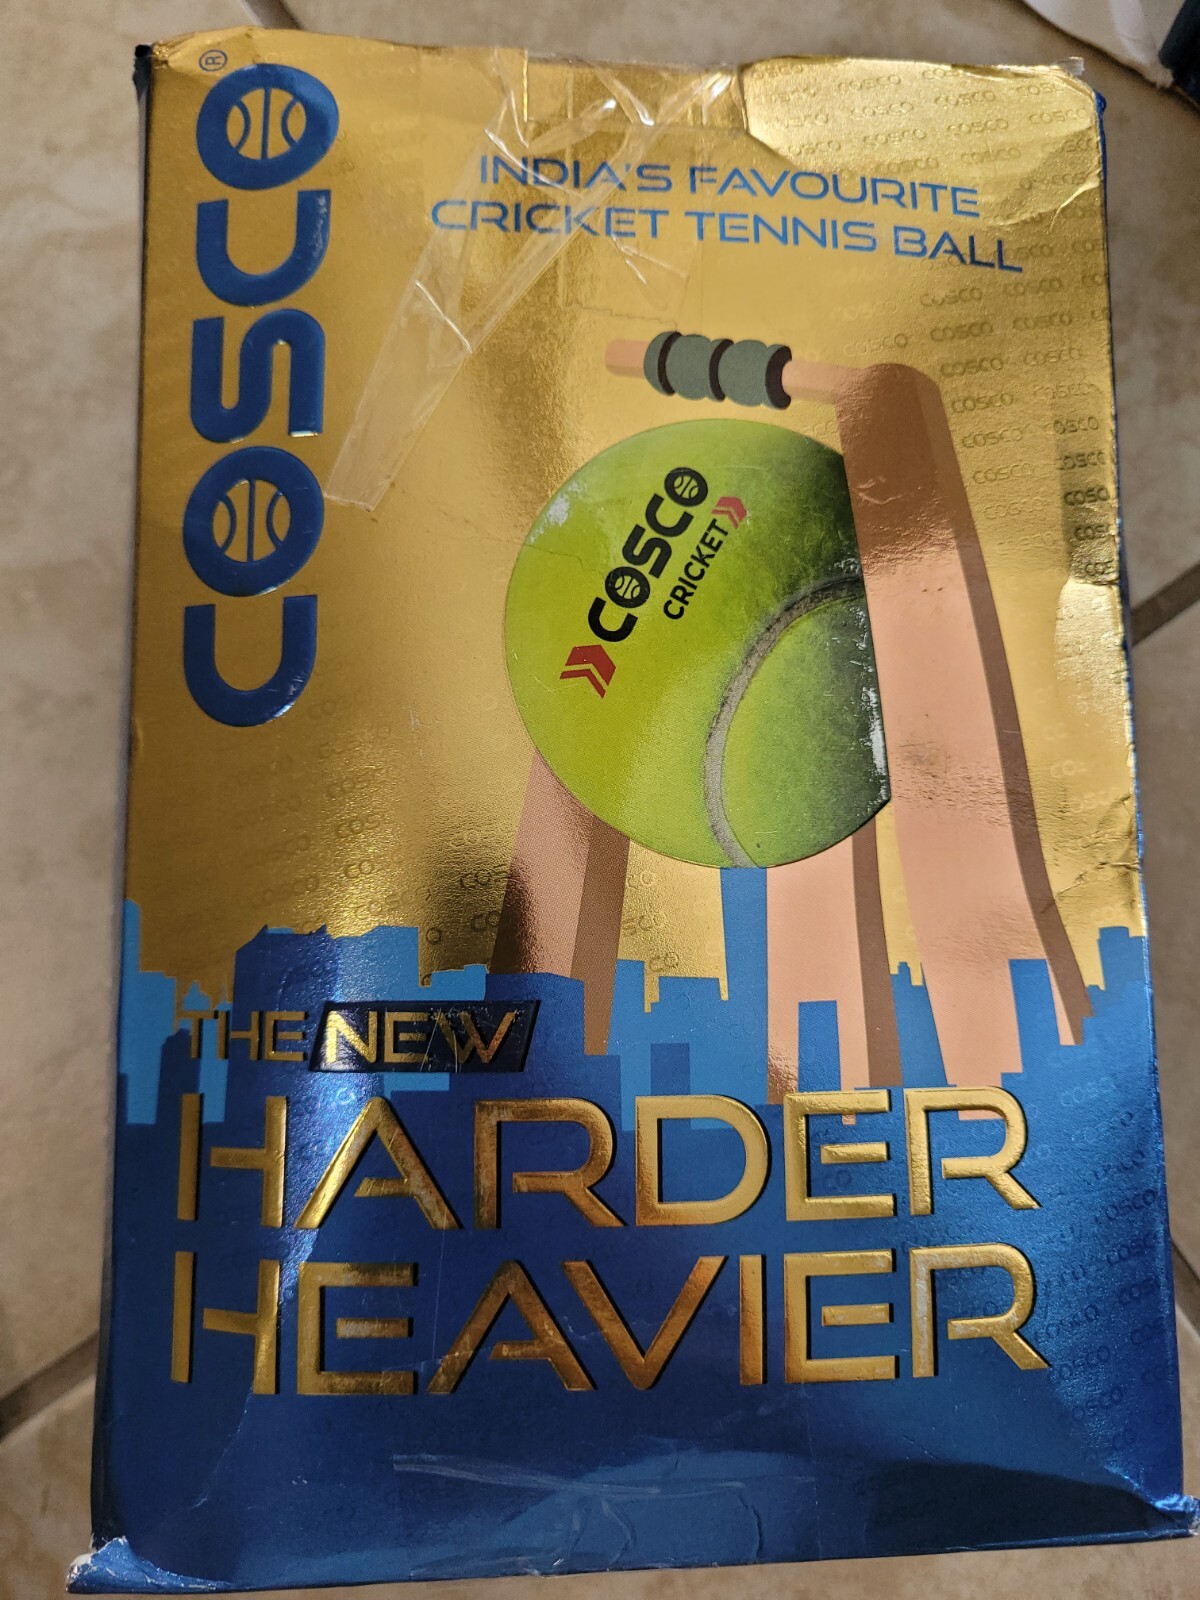 COSCO®
INDIA'S FAVOURITE
CRICKET TENNIS BALL
COSCO
CRICKET
THE NEW
HARDER
HEAVIER